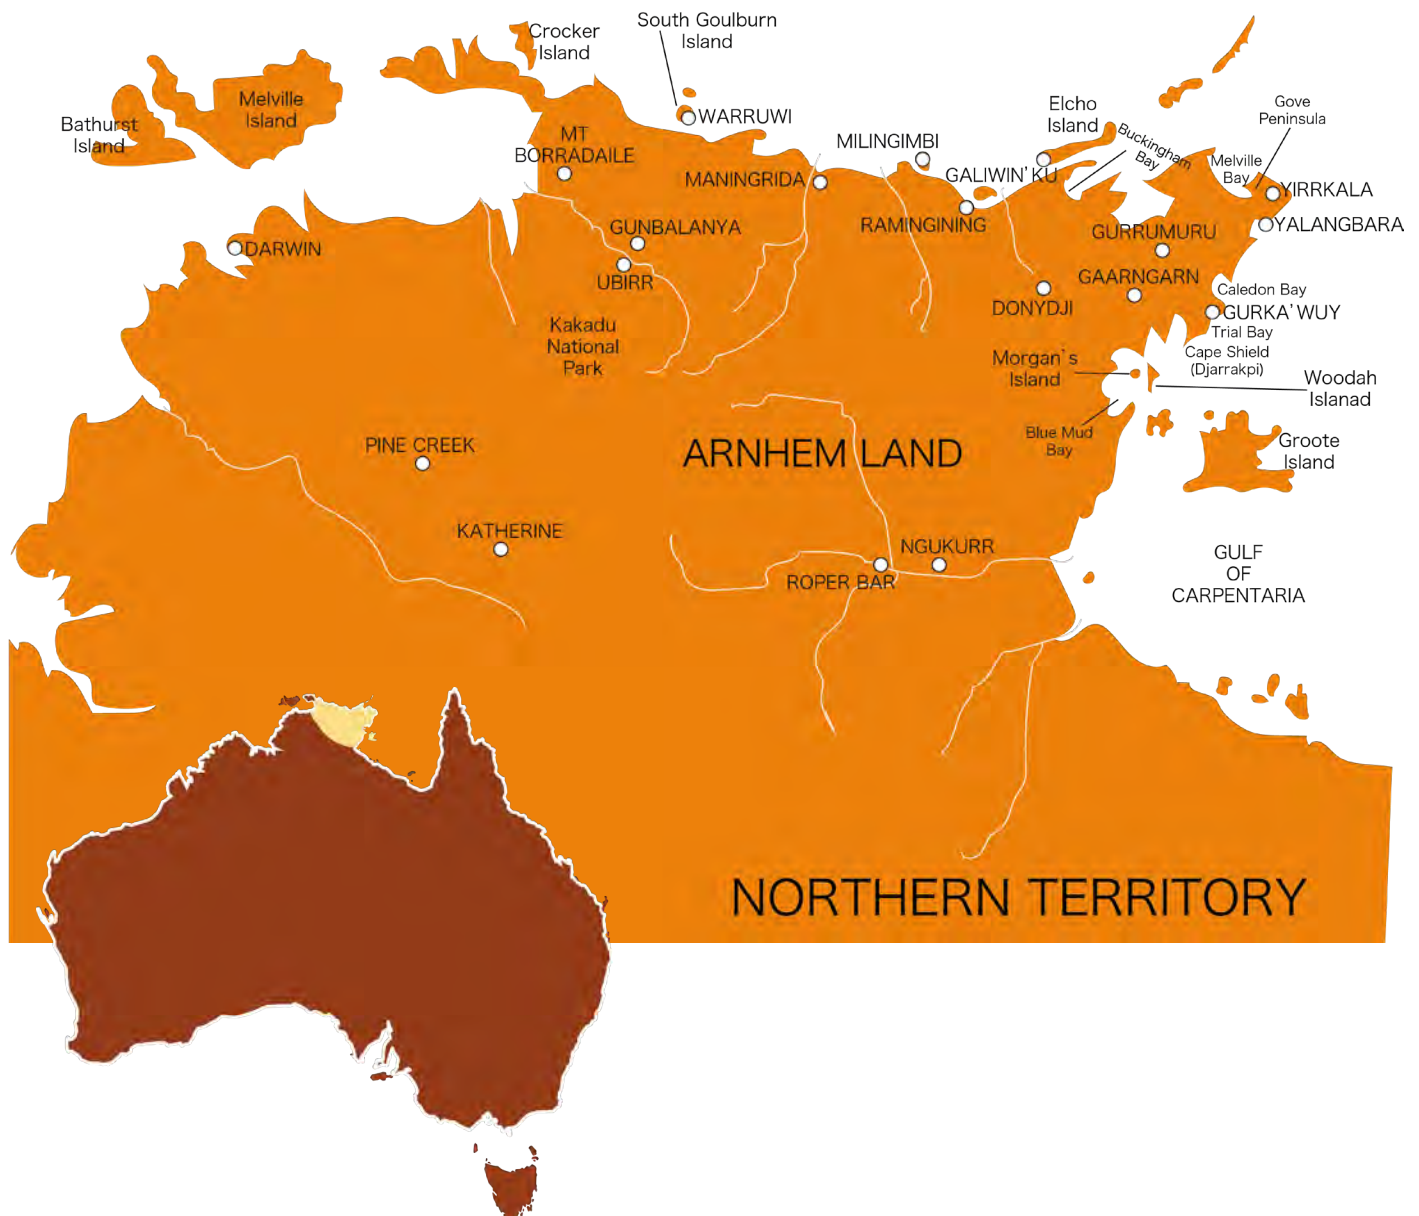 Crocker
Island
South Goulburn
Island
Melville
Island
Bathurst
Island
WARRUWI
Elcho
Island
Gove
Peninsula
Buckingham
Bay
MT
BORRADAILE
MILINGIMBI
Melville
Bay
MANINGRIDA
GALIWIN'KU
YIRRKALA
RAMINGINING
YALANGBARA
GUNBALANYA
GURRUMURU
DARWIN
UBIRR
GAARNGARN
DONYDJI
Caledon Bay
GURKA'WUY
Trial Bay
Kakadu
National
Park
Cape Shield
(Djarrakpi)
Morgan's
Island
Woodah
Islanad
Blue Mud
Bay
Groote
Island
PINE CREEK
ARNHEM LAND
KATHERINE
NGUKURR
ROPER BAR
GULF
OF
CARPENTARIA
NORTHERN TERRITORY